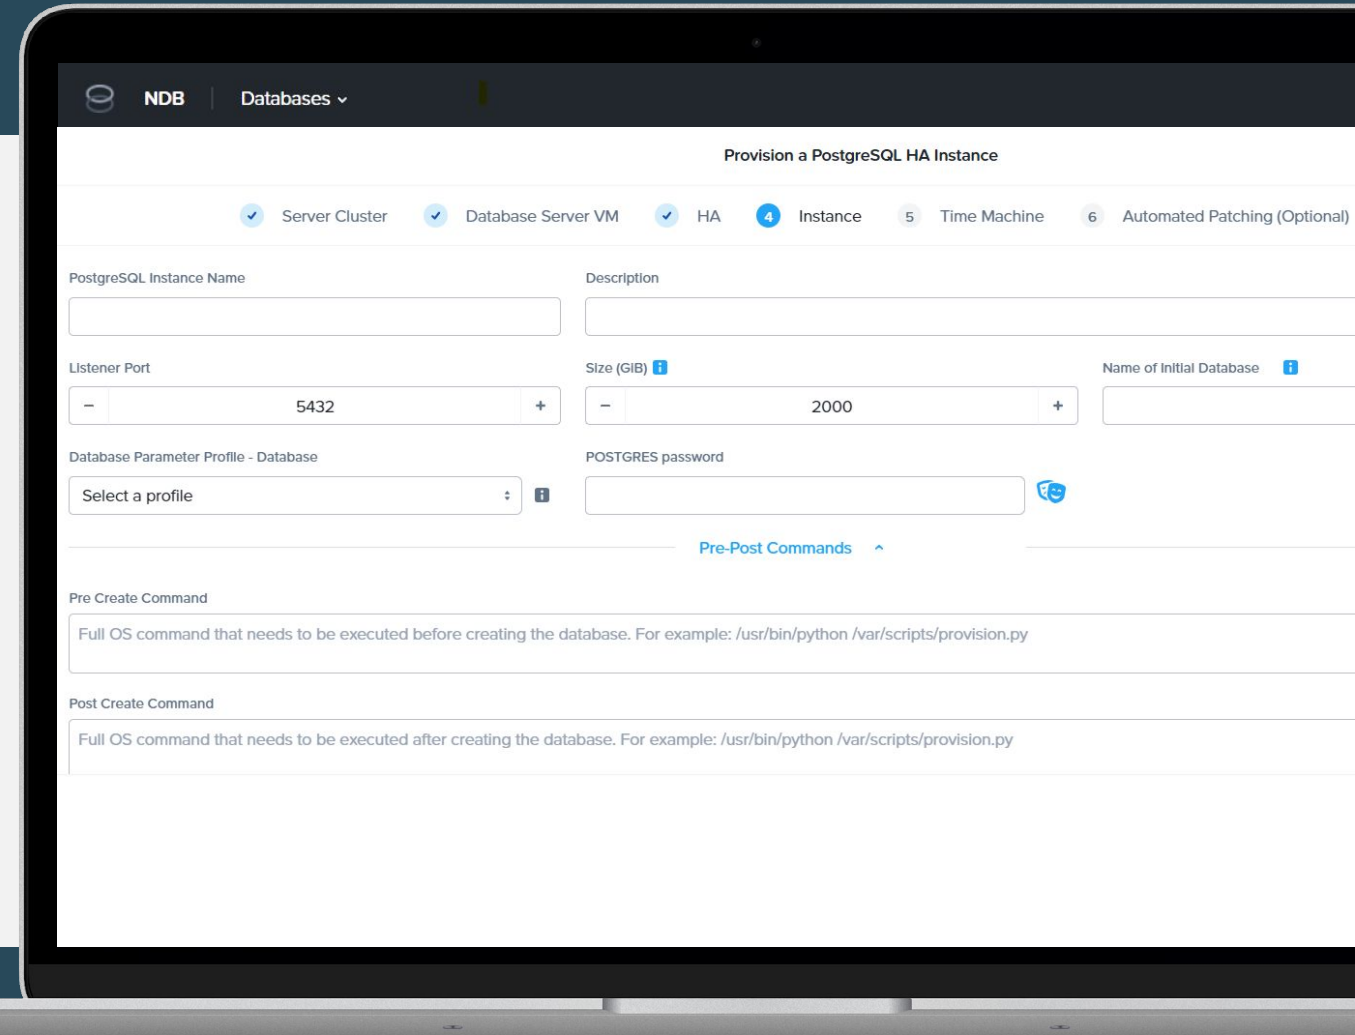 NDB Databases
Provision a PostgreSQL HA Instance
Server Cluster Database Server VM HA 4 Instance 5 Time Machine 6 Automated Patching (Optional)
PostgreSQL Instance Name Description
Listener Port Size (GiB) i Name of Initial Database i
− 5432 + − 2000 +
Database Parameter Profile - Database POSTGRES password
Select a profile i
Pre-Post Commands
Pre Create Command
Full OS command that needs to be executed before creating the database. For example: /usr/bin/python /var/scripts/provision.py
Post Create Command
Full OS command that needs to be executed after creating the database. For example: /usr/bin/python /var/scripts/provision.py